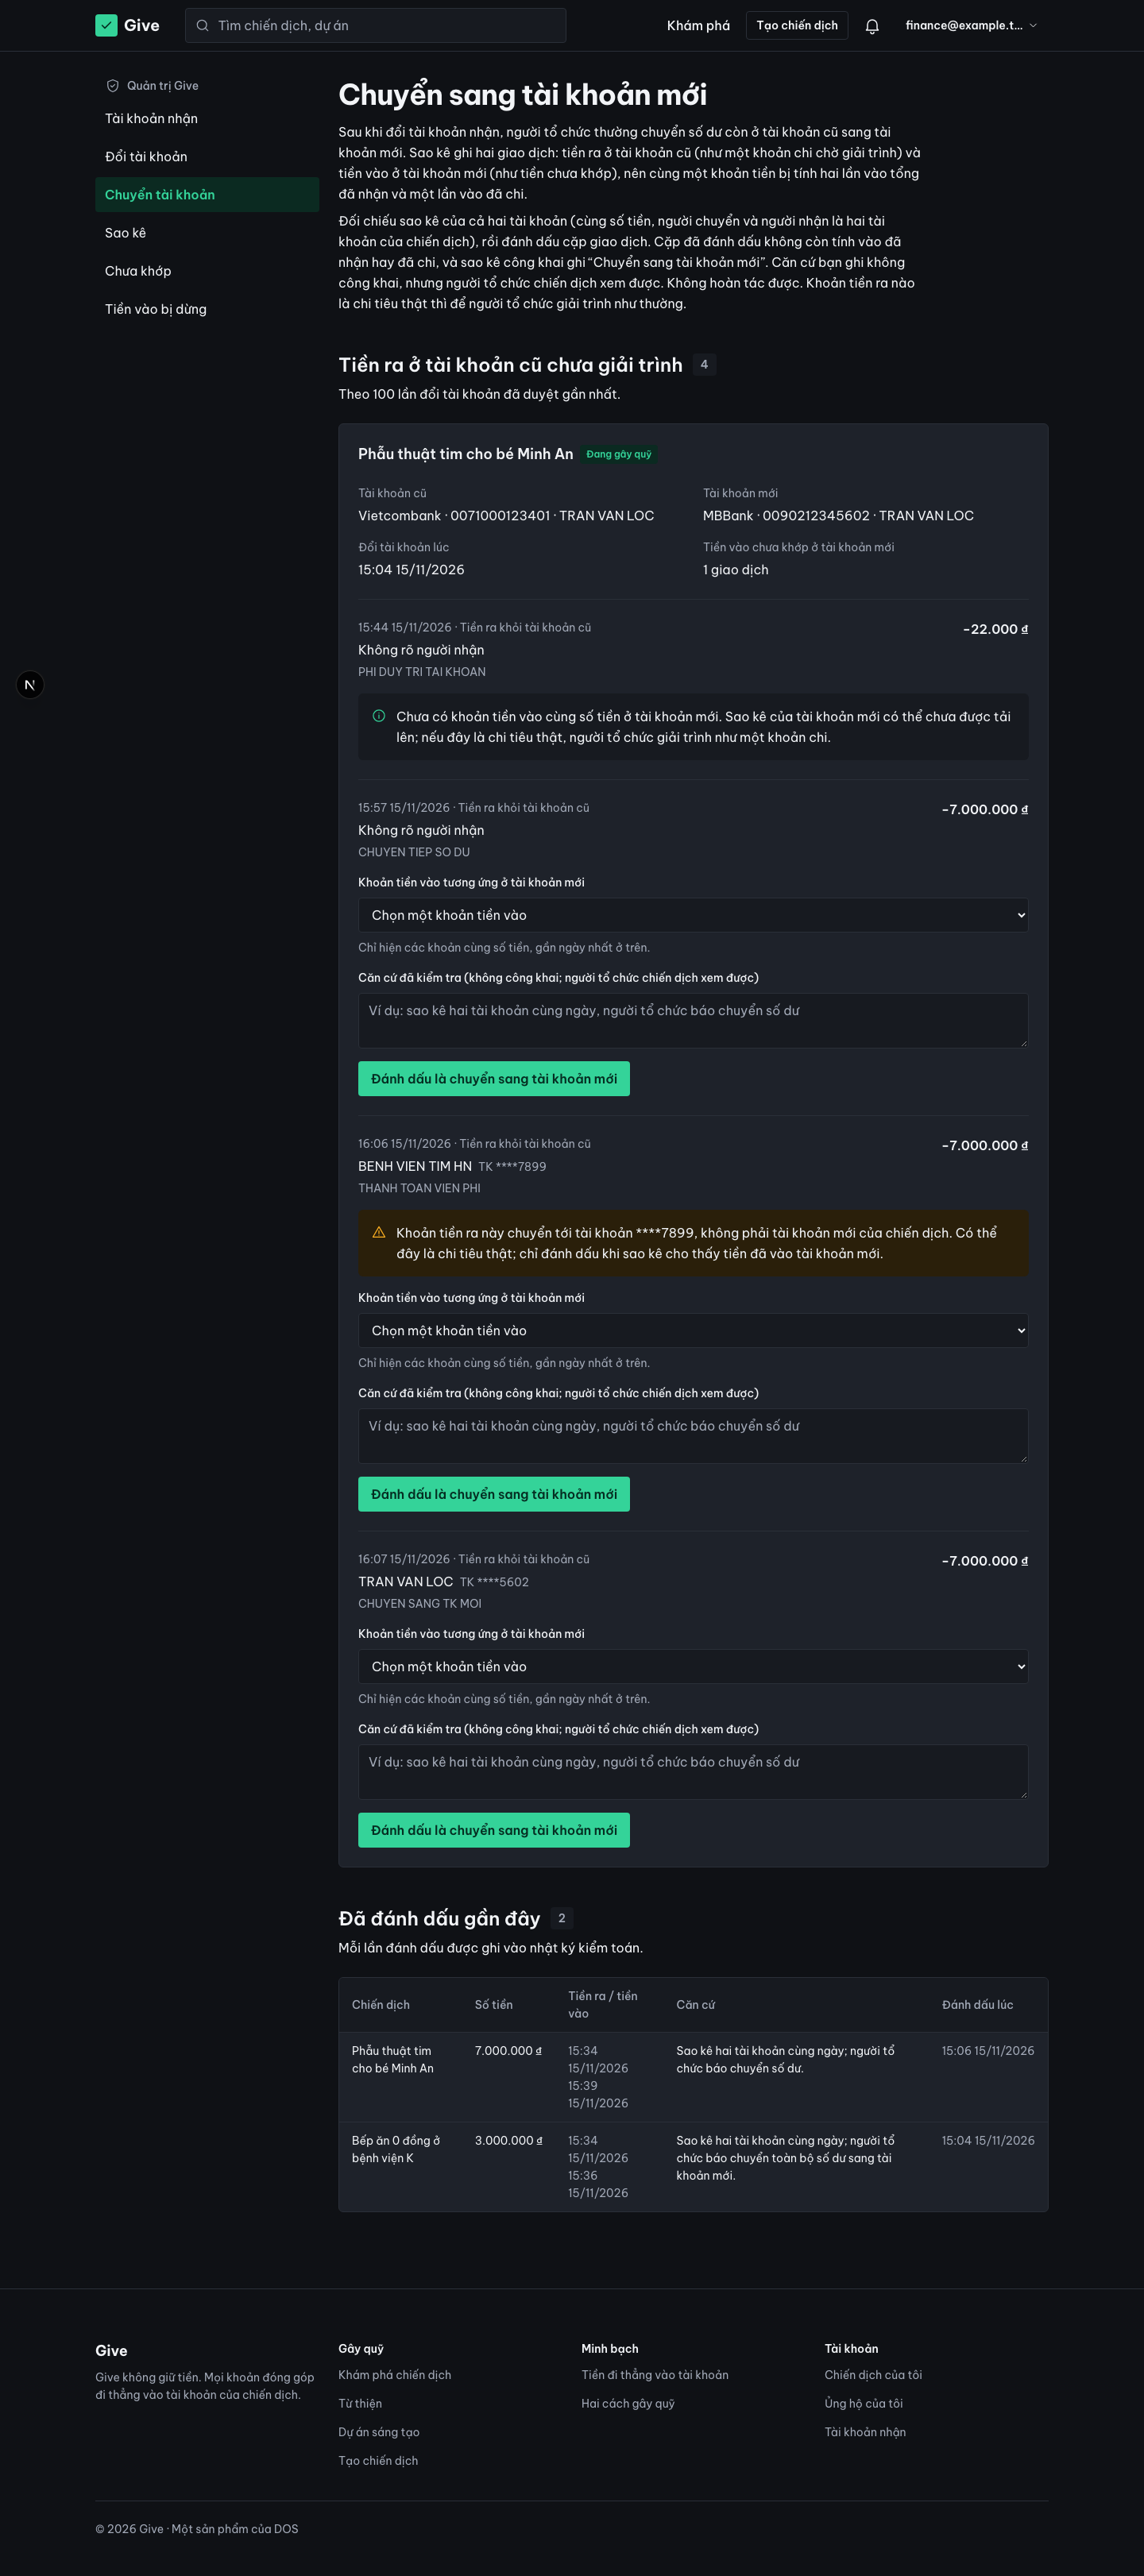 Give
Tìm chiến dịch, dự án
Khám phá
Tạo chiến dịch
finance@example.t...
Quản trị Give
Tài khoản nhận
Đổi tài khoản
Chuyển tài khoản
Sao kê
Chưa khớp
Tiền vào bị dừng
Chuyển sang tài khoản mới
Sau khi đổi tài khoản nhận, người tổ chức thường chuyển số dư còn ở tài khoản cũ sang tài
khoản mới. Sao kê ghi hai giao dịch: tiền ra ở tài khoản cũ (như một khoản chi chờ giải trình) và
tiền vào ở tài khoản mới (như tiền chưa khớp), nên cùng một khoản tiền bị tính hai lần vào tổng
đã nhận và một lần vào đã chi.
Đối chiếu sao kê của cả hai tài khoản (cùng số tiền, người chuyển và người nhận là hai tài
khoản của chiến dịch), rồi đánh dấu cặp giao dịch. Cặp đã đánh dấu không còn tính vào đã
nhận hay đã chi, và sao kê công khai ghi “Chuyển sang tài khoản mới”. Căn cứ bạn ghi không
công khai, nhưng người tổ chức chiến dịch xem được. Không hoàn tác được. Khoản tiền ra nào
là chi tiêu thật thì để người tổ chức giải trình như thường.
Tiền ra ở tài khoản cũ chưa giải trình 4
Theo 100 lần đổi tài khoản đã duyệt gần nhất.
Phẫu thuật tim cho bé Minh An Đang gây quỹ
Tài khoản cũ
Vietcombank · 0071000123401 · TRAN VAN LOC
Tài khoản mới
MBBank · 0090212345602 · TRAN VAN LOC
Đổi tài khoản lúc
15:04 15/11/2026
Tiền vào chưa khớp ở tài khoản mới
1 giao dịch
15:44 15/11/2026 · Tiền ra khỏi tài khoản cũ
-22.000 ₫
Không rõ người nhận
PHI DUY TRI TAI KHOAN
Chưa có khoản tiền vào cùng số tiền ở tài khoản mới. Sao kê của tài khoản mới có thể chưa được tải
lên; nếu đây là chi tiêu thật, người tổ chức giải trình như một khoản chi.
15:57 15/11/2026 · Tiền ra khỏi tài khoản cũ
-7.000.000 ₫
Không rõ người nhận
CHUYEN TIEP SO DU
Khoản tiền vào tương ứng ở tài khoản mới
Chọn một khoản tiền vào
Chỉ hiện các khoản cùng số tiền, gần ngày nhất ở trên.
Căn cứ đã kiểm tra (không công khai; người tổ chức chiến dịch xem được)
Ví dụ: sao kê hai tài khoản cùng ngày, người tổ chức báo chuyển số dư
Đánh dấu là chuyển sang tài khoản mới
16:06 15/11/2026 · Tiền ra khỏi tài khoản cũ
-7.000.000 ₫
BENH VIEN TIM HN TK ****7899
THANH TOAN VIEN PHI
Khoản tiền ra này chuyển tới tài khoản ****7899, không phải tài khoản mới của chiến dịch. Có thể
đây là chi tiêu thật; chỉ đánh dấu khi sao kê cho thấy tiền đã vào tài khoản mới.
Khoản tiền vào tương ứng ở tài khoản mới
Chọn một khoản tiền vào
Chỉ hiện các khoản cùng số tiền, gần ngày nhất ở trên.
Căn cứ đã kiểm tra (không công khai; người tổ chức chiến dịch xem được)
Ví dụ: sao kê hai tài khoản cùng ngày, người tổ chức báo chuyển số dư
Đánh dấu là chuyển sang tài khoản mới
16:07 15/11/2026 · Tiền ra khỏi tài khoản cũ
-7.000.000 ₫
TRAN VAN LOC TK ****5602
CHUYEN SANG TK MOI
Khoản tiền vào tương ứng ở tài khoản mới
Chọn một khoản tiền vào
Chỉ hiện các khoản cùng số tiền, gần ngày nhất ở trên.
Căn cứ đã kiểm tra (không công khai; người tổ chức chiến dịch xem được)
Ví dụ: sao kê hai tài khoản cùng ngày, người tổ chức báo chuyển số dư
Đánh dấu là chuyển sang tài khoản mới
Đã đánh dấu gần đây 2
Mỗi lần đánh dấu được ghi vào nhật ký kiểm toán.
Chiến dịch
Số tiền
Tiền ra / tiền
vào
Căn cứ
Đánh dấu lúc
Phẫu thuật tim
cho bé Minh An
7.000.000 ₫
15:34
15/11/2026
15:39
15/11/2026
Sao kê hai tài khoản cùng ngày; người tổ
chức báo chuyển số dư.
15:06 15/11/2026
Bếp ăn 0 đồng ở
bệnh viện K
3.000.000 ₫
15:34
15/11/2026
15:36
15/11/2026
Sao kê hai tài khoản cùng ngày; người tổ
chức báo chuyển toàn bộ số dư sang tài
khoản mới.
15:04 15/11/2026
Give
Give không giữ tiền. Mọi khoản đóng góp
đi thẳng vào tài khoản của chiến dịch.
Gây quỹ
Khám phá chiến dịch
Từ thiện
Dự án sáng tạo
Tạo chiến dịch
Minh bạch
Tiền đi thẳng vào tài khoản
Hai cách gây quỹ
Tài khoản
Chiến dịch của tôi
Ủng hộ của tôi
Tài khoản nhận
© 2026 Give · Một sản phẩm của DOS